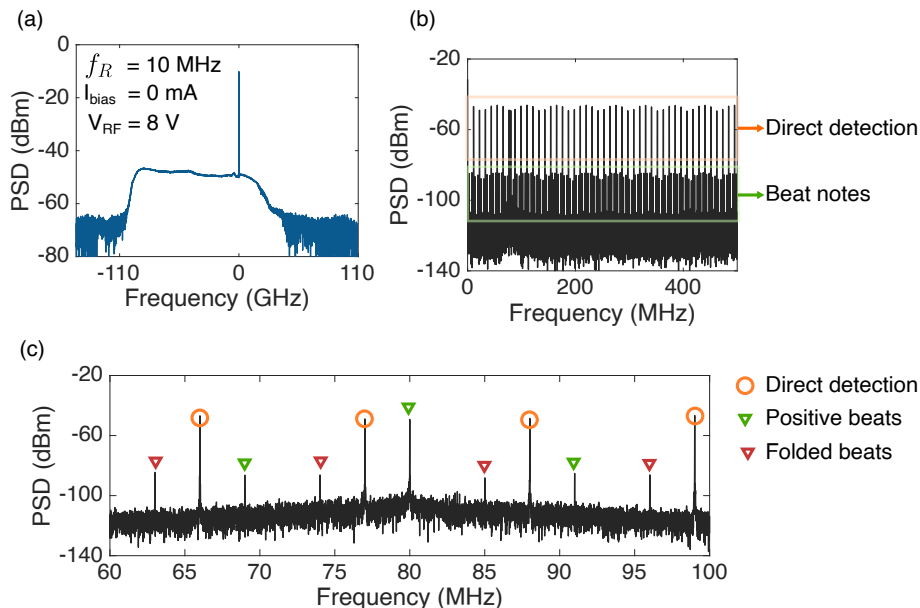 (a)
0
-20
-40
-60
-80
PSD (dBm)
f_R = 10 MHz
I_bias = 0 mA
V_RF = 8 V
-110 0 110
Frequency (GHz)
(b)
-20
-60
-100
-140
PSD (dBm)
0 200 400
Frequency (MHz)
Direct detection
Beat notes
(c)
-20
-60
-100
-140
PSD (dBm)
60 65 70 75 80 85 90 95 100
Frequency (MHz)
Direct detection
Positive beats
Folded beats